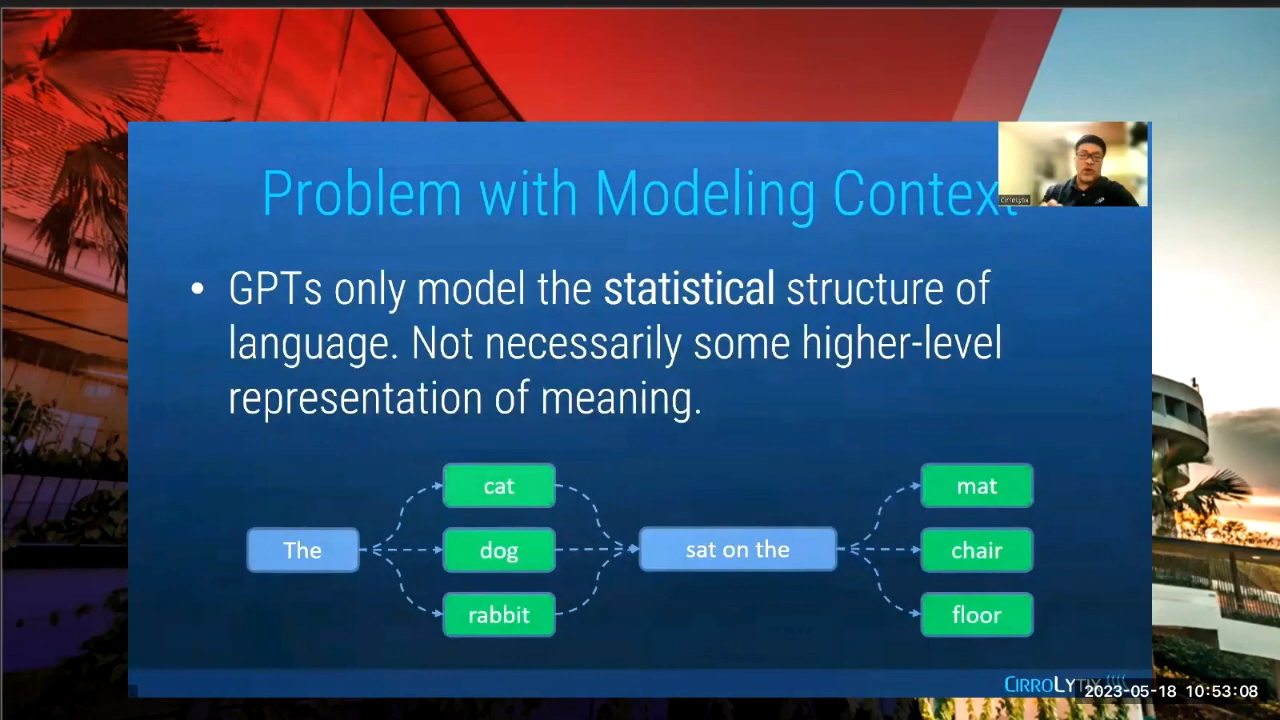 Problem with Modeling Context
CirroLytix
• GPTs only model the statistical structure of
language. Not necessarily some higher-level
representation of meaning.
cat
mat
The
dog
sat on the
chair
rabbit
floor
CIRROLYTIX
2023-05-18 10:53:08